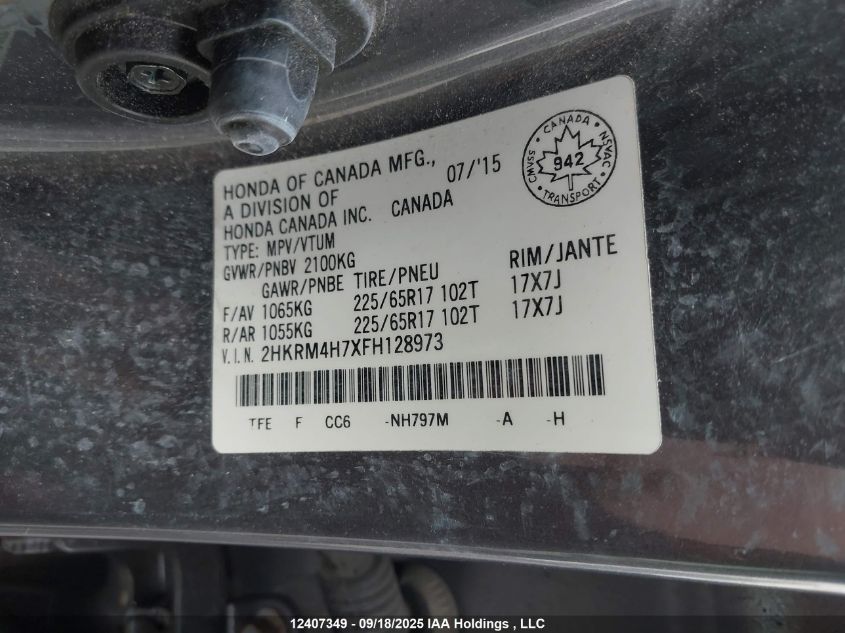 HONDA OF CANADA MFG., 07/'15
A DIVISION OF
HONDA CANADA INC. CANADA
TYPE: MPV/VTUM
GVWR/PNBV 2100KG
GAWR/PNBE TIRE/PNEU RIM/JANTE
F/AV 1065KG 225/65R17 102T 17X7J
R/AR 1055KG 225/65R17 102T 17X7J
V.I.N. 2HKRM4H7XFH128973
TFE F CC6 -NH797M -A -H
CANADA
CMVSS 942 NSVAC
TRANSPORT
12407349 - 09/18/2025 IAA Holdings , LLC